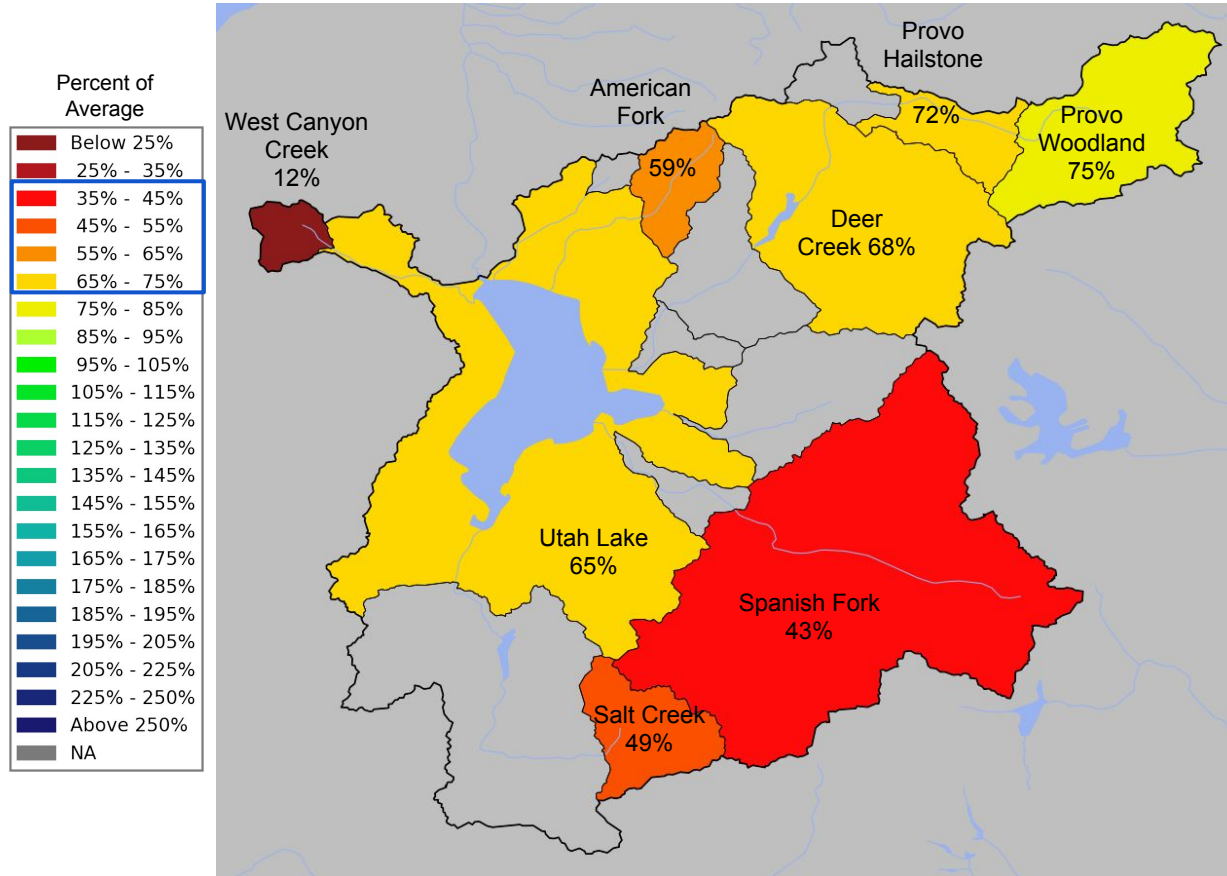 Percent of
Average
Below 25%
25% - 35%
35% - 45%
45% - 55%
55% - 65%
65% - 75%
75% - 85%
85% - 95%
95% - 105%
105% - 115%
115% - 125%
125% - 135%
135% - 145%
145% - 155%
155% - 165%
165% - 175%
175% - 185%
185% - 195%
195% - 205%
205% - 225%
225% - 250%
Above 250%
NA
West Canyon
Creek
12%
American
Fork
59%
Provo
Hailstone
72%
Provo
Woodland
75%
Deer
Creek 68%
Utah Lake
65%
Spanish Fork
43%
Salt Creek
49%